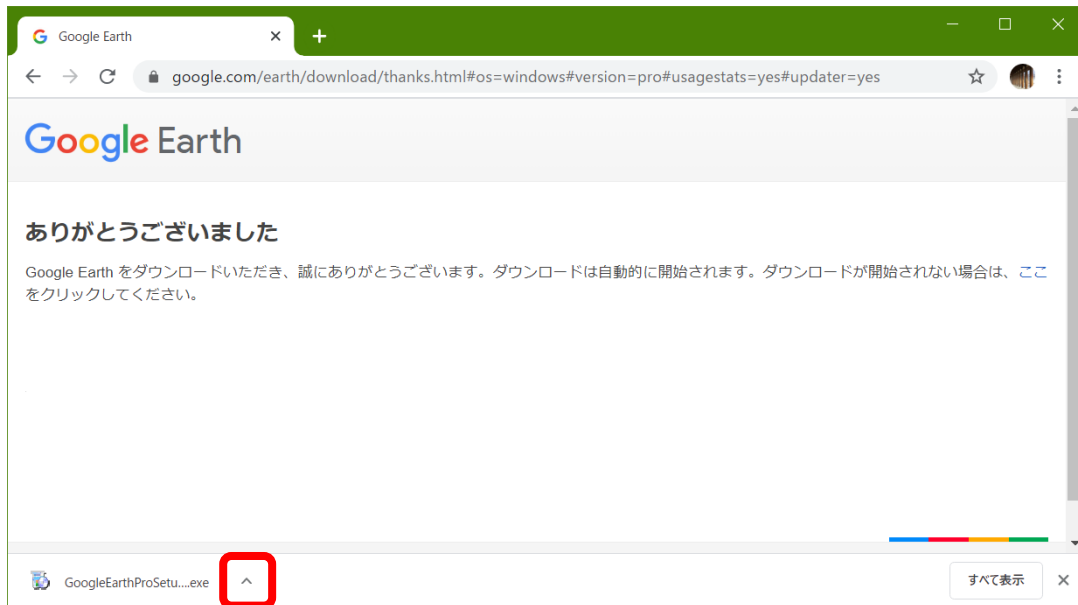 Google Earth
google.com/earth/download/thanks.html#os=windows#version=pro#usagestats=yes#updater=yes
Google Earth
ありがとうございました
Google Earth をダウンロードいただき、誠にありがとうございます。ダウンロードは自動的に開始されます。ダウンロードが開始されない場合は、ここ
をクリックしてください。
GoogleEarthProSetu....exe
すべて表示